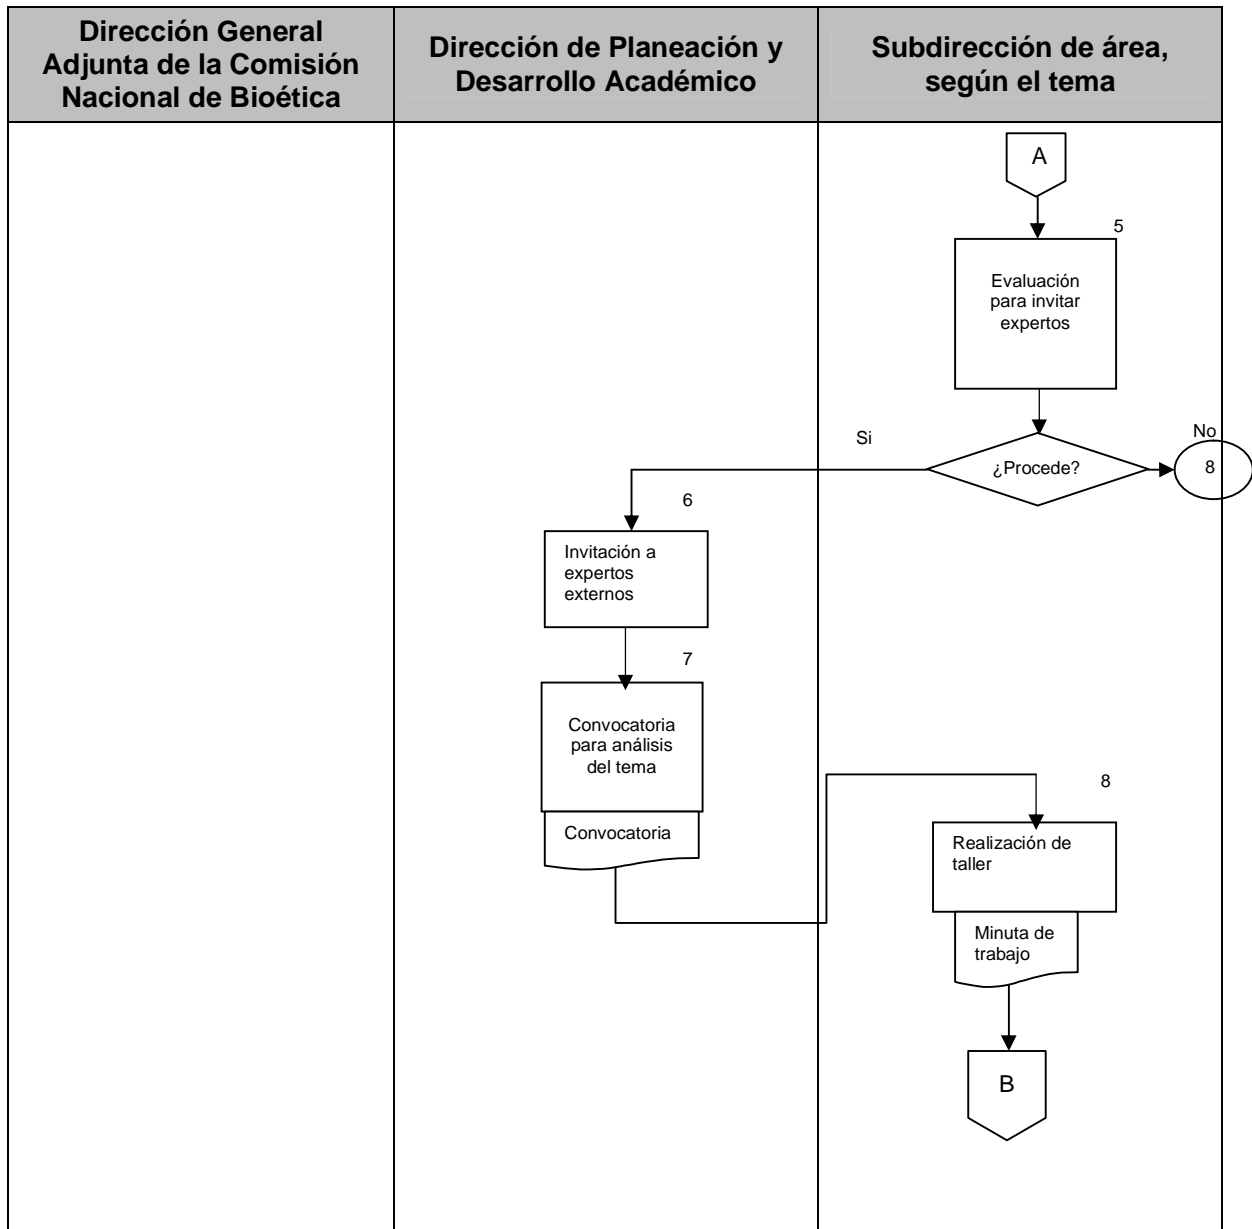 Dirección General
Adjunta de la Comisión
Nacional de Bioética
Dirección de Planeación y
Desarrollo Académico
Subdirección de área,
según el tema
A
5
Evaluación
para invitar
expertos
Si
¿Procede?
No
8
6
Invitación a
expertos
externos
7
Convocatoria
para análisis
del tema
Convocatoria
8
Realización de
taller
Minuta de
trabajo
B